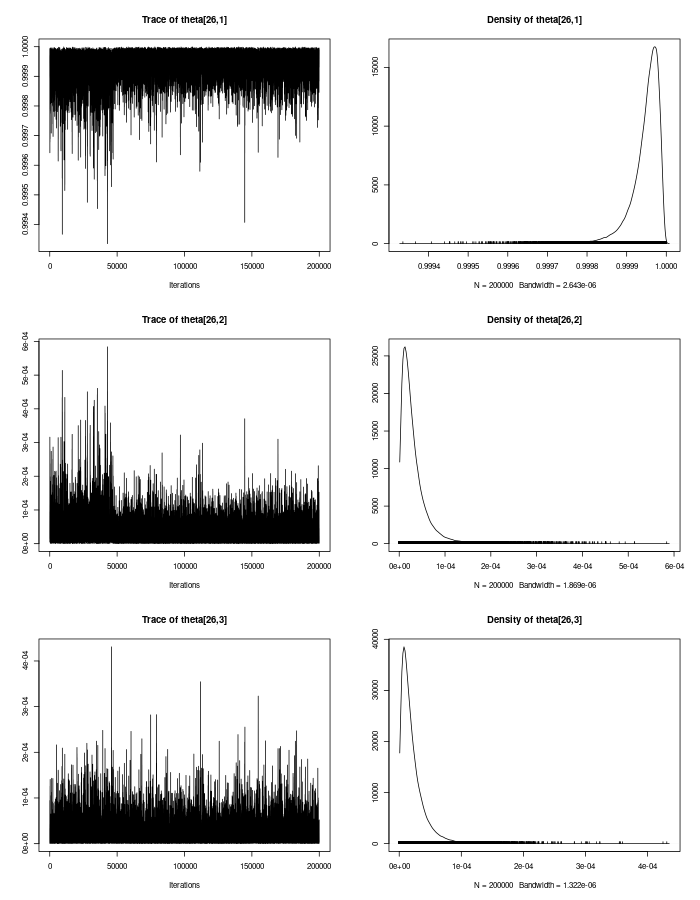 Trace of theta[26,1]
Density of theta[26,1]
0.9994 0.9995 0.9996 0.9997 0.9998 0.9999 1.0000
0 5000 10000 15000
0 50000 100000 150000 200000
0.9994 0.9995 0.9996 0.9997 0.9998 0.9999 1.0000
Iterations
N = 200000 Bandwidth = 2.643e-06
Trace of theta[26,2]
Density of theta[26,2]
0e+00 1e-04 2e-04 3e-04 4e-04 5e-04 6e-04
0 5000 10000 15000 20000 25000
0 50000 100000 150000 200000
0e+00 1e-04 2e-04 3e-04 4e-04 5e-04 6e-04
Iterations
N = 200000 Bandwidth = 1.869e-06
Trace of theta[26,3]
Density of theta[26,3]
0e+00 1e-04 2e-04 3e-04 4e-04
0 10000 20000 30000 40000
0 50000 100000 150000 200000
0e+00 1e-04 2e-04 3e-04 4e-04
Iterations
N = 200000 Bandwidth = 1.322e-06